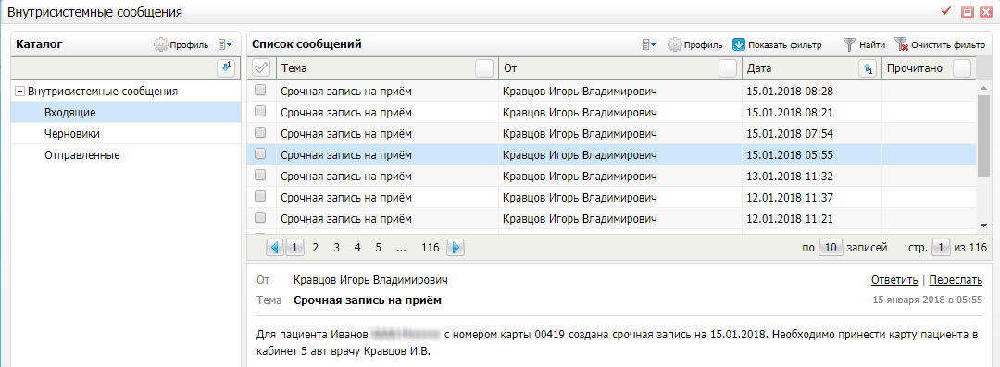 Внутрисистемные сообщения
Каталог Профиль
Внутрисистемные сообщения
Входящие
Черновики
Отправленные
Список сообщений Профиль Показать фильтр Найти Очистить фильтр
Тема От Дата Прочитано
Срочная запись на приём Кравцов Игорь Владимирович 15.01.2018 08:28
Срочная запись на приём Кравцов Игорь Владимирович 15.01.2018 08:21
Срочная запись на приём Кравцов Игорь Владимирович 15.01.2018 07:54
Срочная запись на приём Кравцов Игорь Владимирович 15.01.2018 05:55
Срочная запись на приём Кравцов Игорь Владимирович 13.01.2018 11:32
Срочная запись на приём Кравцов Игорь Владимирович 12.01.2018 11:37
Срочная запись на приём Кравцов Игорь Владимирович 12.01.2018 11:21
1 2 3 4 5 ... 116 по 10 записей стр. 1 из 116
От Кравцов Игорь Владимирович Ответить | Переслать
Тема Срочная запись на приём 15 января 2018 в 05:55
Для пациента Иванов с номером карты 00419 создана срочная запись на 15.01.2018. Необходимо принести карту пациента в
кабинет 5 авт врачу Кравцов И.В.